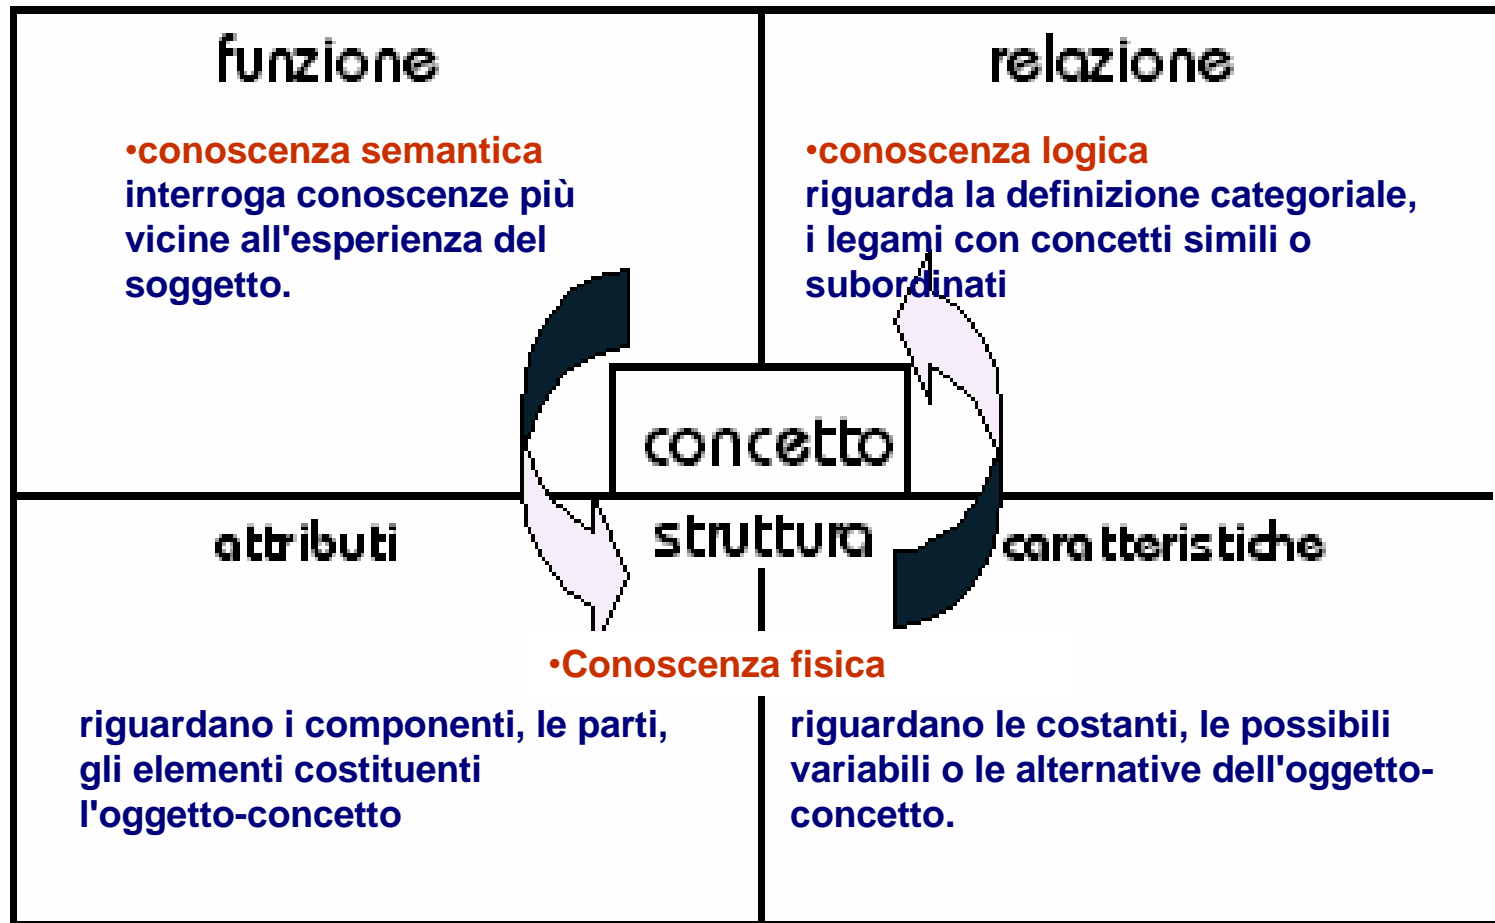 funzione
•conoscenza semantica
interroga conoscenze più
vicine all'esperienza del
soggetto.
relazione
•conoscenza logica
riguarda la definizione categoriale,
i legami con concetti simili o
subordinati
concetto
attributi
struttura
caratteristiche
•Conoscenza fisica
riguardano i componenti, le parti,
gli elementi costituenti
l'oggetto-concetto
riguardano le costanti, le possibili
variabili o le alternative dell'oggetto-
concetto.